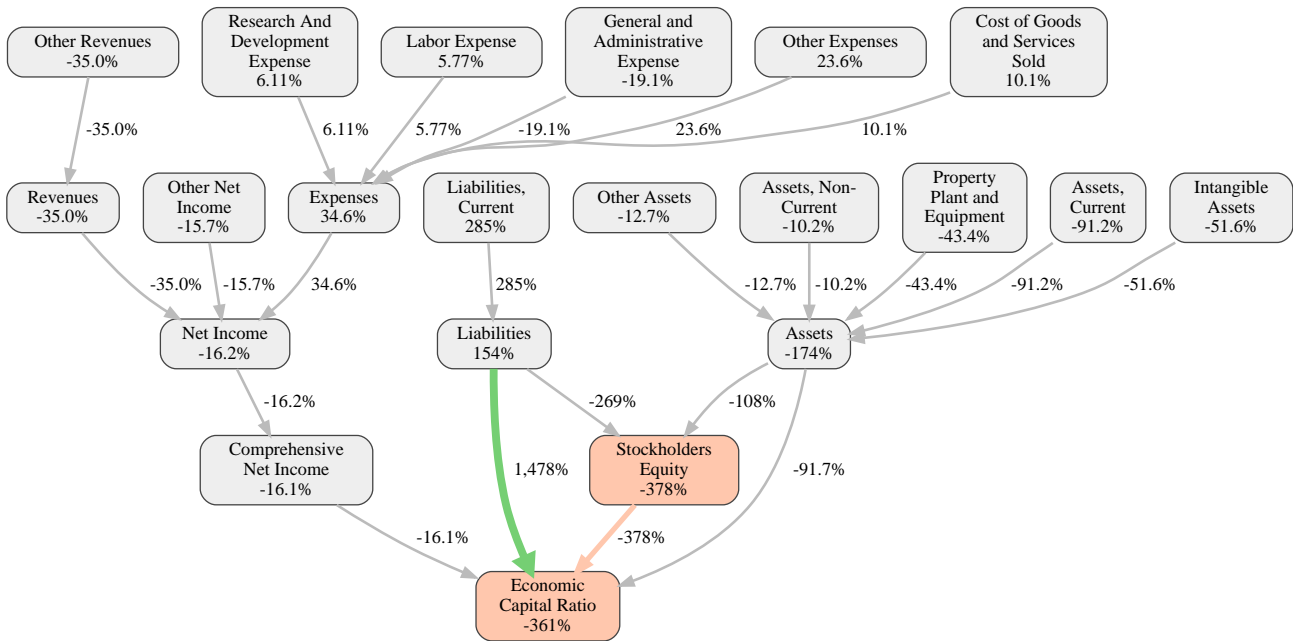 Other Revenues
-35.0%
Research And
Development
Expense
6.11%
Labor Expense
5.77%
General and
Administrative
Expense
-19.1%
Other Expenses
23.6%
Cost of Goods
and Services
Sold
10.1%
-35.0%
6.11%
5.77%
-19.1%
23.6%
10.1%
Revenues
-35.0%
Other Net
Income
-15.7%
Expenses
34.6%
Liabilities,
Current
285%
Other Assets
-12.7%
Assets, Non-
Current
-10.2%
Property
Plant and
Equipment
-43.4%
Assets,
Current
-91.2%
Intangible
Assets
-51.6%
-35.0%
-15.7%
34.6%
285%
-12.7%
-10.2%
-43.4%
-91.2%
-51.6%
Net Income
-16.2%
Liabilities
154%
Assets
-174%
-16.2%
-269%
-108%
Comprehensive
Net Income
-16.1%
1,478%
Stockholders
Equity
-378%
-91.7%
-16.1%
-378%
Economic
Capital Ratio
-361%